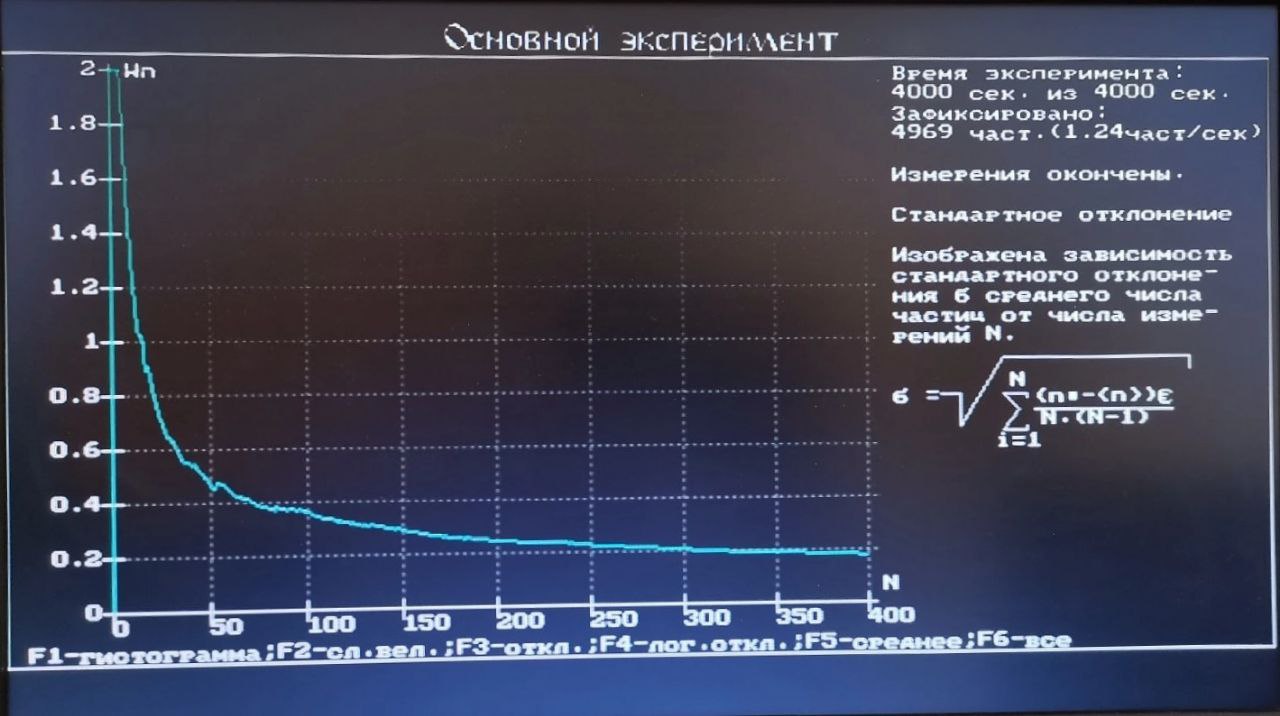 Основной эксперимент
2 Wn
1.8
1.6
1.4
1.2
1
0.8
0.6
0.4
0.2
0
N
0 50 100 150 200 250 300 350 400
Время эксперимента:
4000 сек. из 4000 сек.
Зафиксировано:
4969 част.(1.24част/сек)
Измерения окончены.
Стандартное отклонение
Изображена зависимость
стандартного отклоне-
ния б среднего числа
частиц от числа изме-
рений N.
N
б = √ ∑ (n▪-⟨n⟩)Е
N·(N-1)
i=1
F1-гистограмма;F2-сл.вел.;F3-откл.;F4-лог.откл.;F5-среднее;F6-все